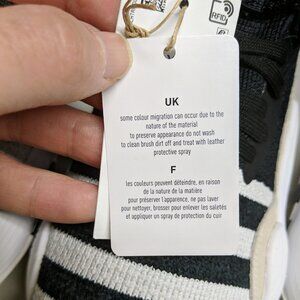 RFID
UK
some colour migration can occur due to the
nature of the material
to preserve appearance do not wash
to clean brush dirt off and treat with leather
protective spray
F
les couleurs peuvent déteindre, en raison
de la nature de la matière
pour préserver l'apparence, ne pas laver
pour nettoyer, brosser pour enlever les saletés
et appliquer un spray de protection du cuir